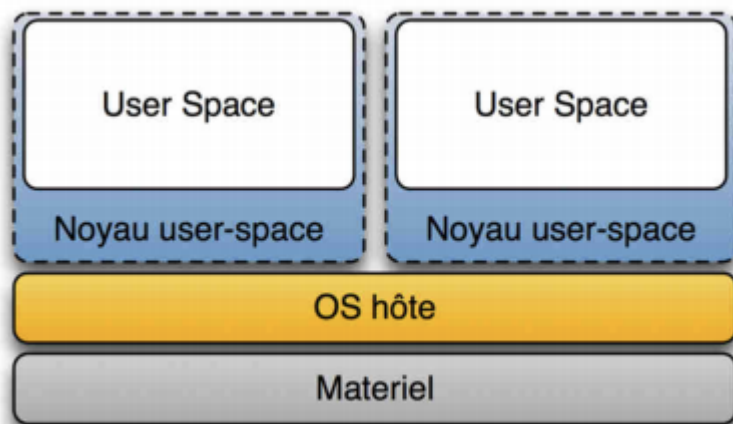 User Space
User Space
Noyau user-space
Noyau user-space
OS hôte
Materiel